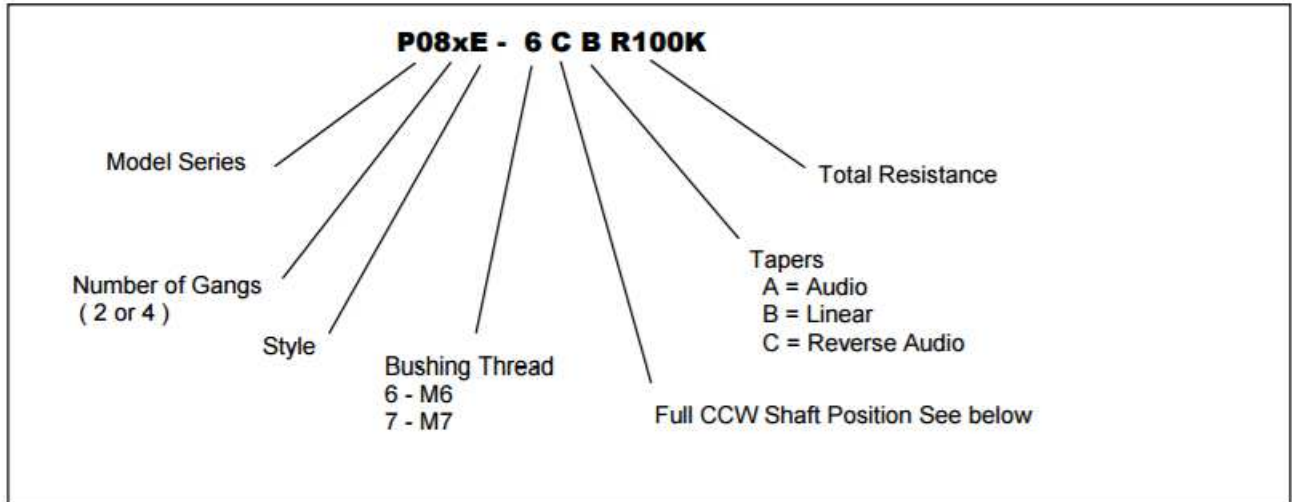 P08xE - 6 C B R100K
Model Series
Total Resistance
Number of Gangs
( 2 or 4 )
Style
Bushing Thread
6 - M6
7 - M7
Tapers
A = Audio
B = Linear
C = Reverse Audio
Full CCW Shaft Position See below